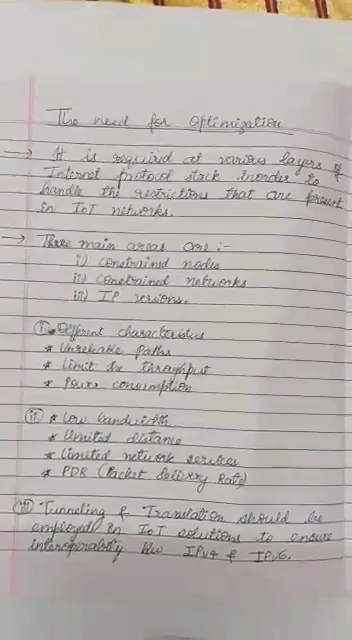 The need for Optimization
→ It is required at various layers of
Internet protocol stack inorder to
handle the restrictions that are present
in IoT networks.
→ Three main areas are :-
i) constrained nodes
ii) constrained networks
iii) IP versions.
(i) * Different characteristics
* Unreliable Paths
* Limit the throughput
* Power consumption
(ii) * Low bandwidth
* Limited distance
* Limited network services
* PDR (Packet Delivery Rate)
(iii) Tunneling & Translation should be
employed in IoT solutions to ensure
interoperability b/w IPv4 & IPv6.